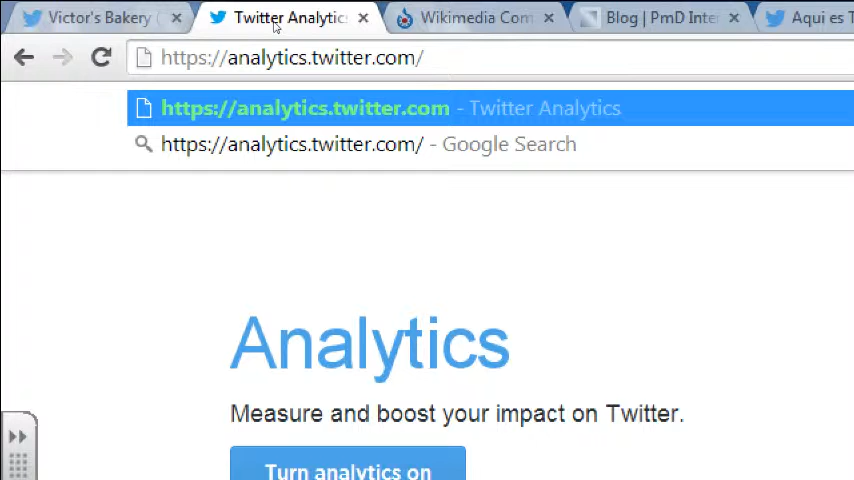 Victor's Bakery (
Twitter Analytic
Wikimedia Com
Blog | PmD Inter
Aqui es T
https://analytics.twitter.com/
https://analytics.twitter.com - Twitter Analytics
https://analytics.twitter.com/ - Google Search
Analytics
Measure and boost your impact on Twitter.
Turn analytics on